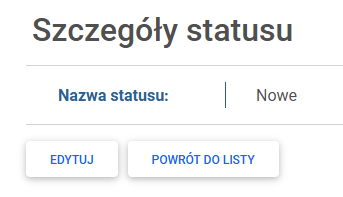 Szczegóły statusu
Nazwa statusu: Nowe
EDYTUJ POWRÓT DO LISTY